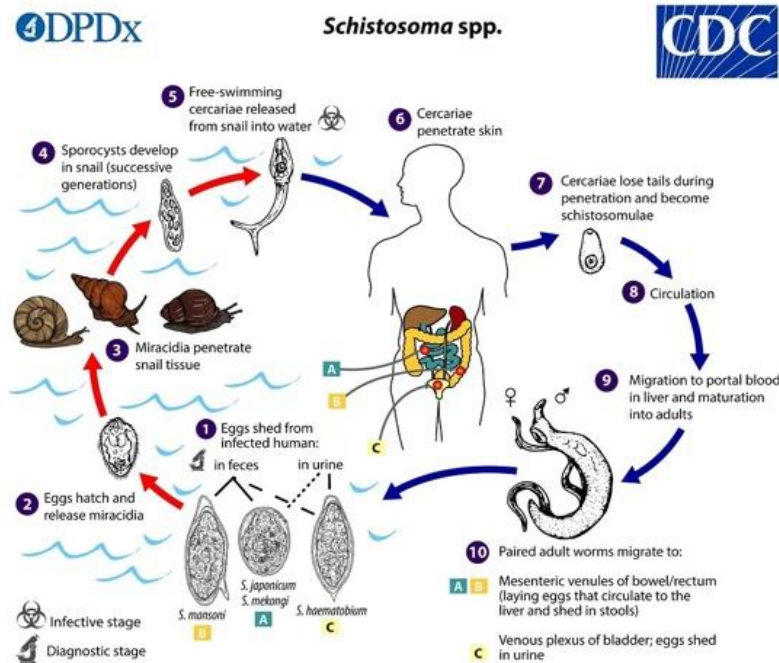 DPDx
Schistosoma spp.
CDC
5 Free-swimming
cercariae released
from snail into water
6 Cercariae
penetrate skin
4 Sporocysts develop
in snail (successive
generations)
7 Cercariae lose tails during
penetration and become
schistosomulae
8 Circulation
3 Miracidia penetrate
snail tissue
A
B
C
9 Migration to portal blood
in liver and maturation
into adults
♀ ♂
1 Eggs shed from
infected human:
in feces
in urine
2 Eggs hatch and
release miracidia
S. mansoni
B
S. japonicum
S. mekongi
A
S. haematobium
C
10 Paired adult worms migrate to:
A B Mesenteric venules of bowel/rectum
(laying eggs that circulate to the
liver and shed in stools)
C Venous plexus of bladder; eggs shed
in urine
Infective stage
Diagnostic stage